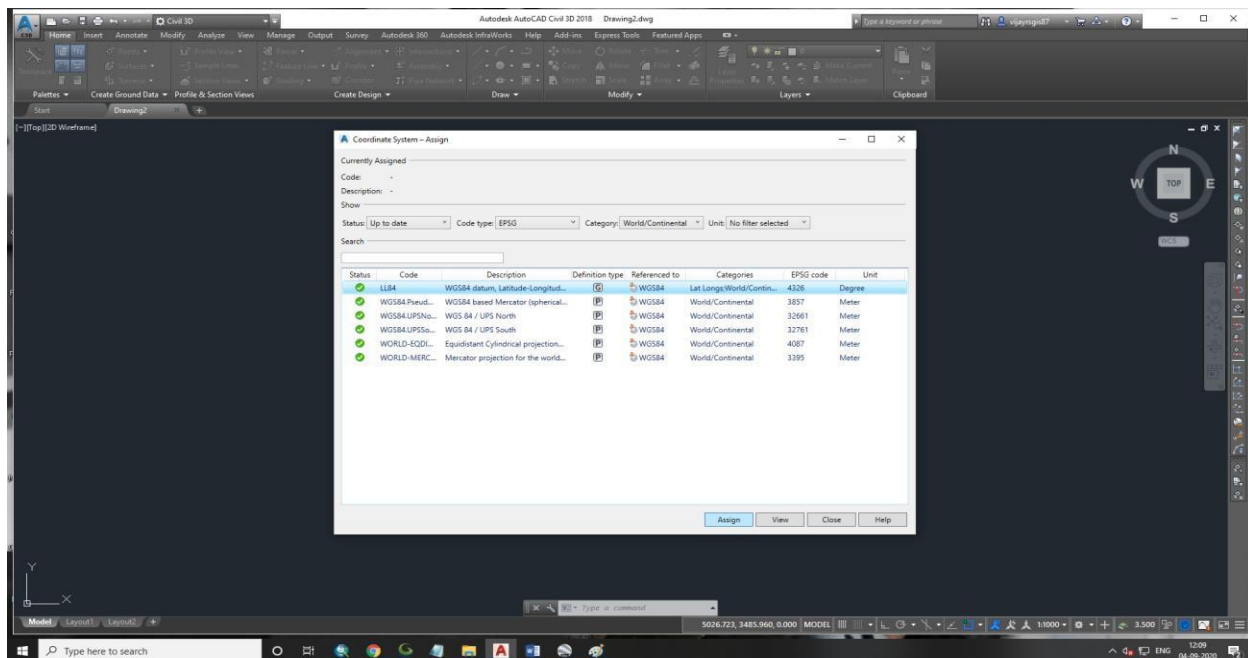 Civil 3D
Autodesk AutoCAD Civil 3D 2018 Drawing2.dwg
Type a keyword or phrase
vijayrsgis87
C3D
Home Insert Annotate Modify Analyze View Manage Output Survey Autodesk 360 Autodesk InfraWorks Help Add-ins Express Tools Featured Apps
Palettes Create Ground Data Profile & Section Views Create Design Draw Modify Layers Clipboard
Start Drawing2
[-][Top][2D Wireframe]
N
W TOP E
S
WCS
Coordinate System – Assign
Currently Assigned
Code: -
Description: -
Show
Status: Up to date Code type: EPSG Category: World/Continental Unit: No filter selected
Search
Status Code Description Definition type Referenced to Categories EPSG code Unit
LL84 WGS84 datum, Latitude-Longitud... G WGS84 Lat Longs;World/Contin... 4326 Degree
WGS84.Pseud... WGS84 based Mercator (spherical... P WGS84 World/Continental 3857 Meter
WGS84.UPSNo... WGS 84 / UPS North P WGS84 World/Continental 32661 Meter
WGS84.UPSSo... WGS 84 / UPS South P WGS84 World/Continental 32761 Meter
WORLD-EQDI... Equidistant Cylindrical projection... P WGS84 World/Continental 4087 Meter
WORLD-MERC... Mercator projection for the world... P WGS84 World/Continental 3395 Meter
Assign View Close Help
Y
X
Type a command
Model Layout1 Layout2 +
5026.723, 3485.960, 0.000 MODEL 1:1000 3.500
Type here to search
ENG 12:09
04-09-2020